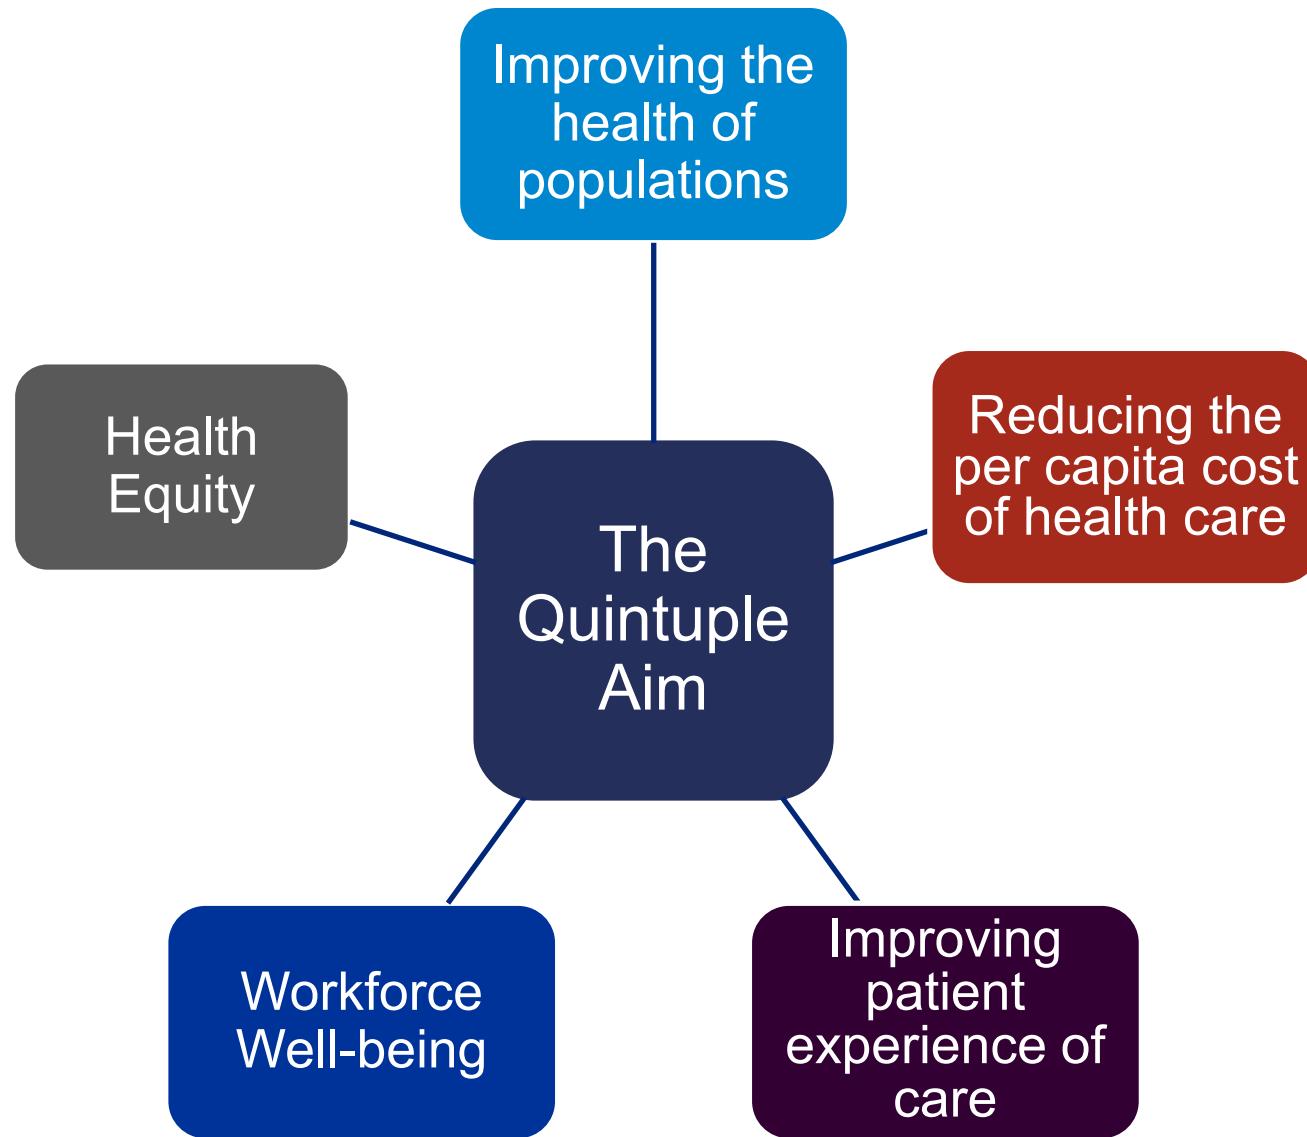 Improving the
health of
populations
Health
Equity
Reducing the
per capita cost
of health care
The
Quintuple
Aim
Workforce
Well-being
Improving
patient
experience of
care